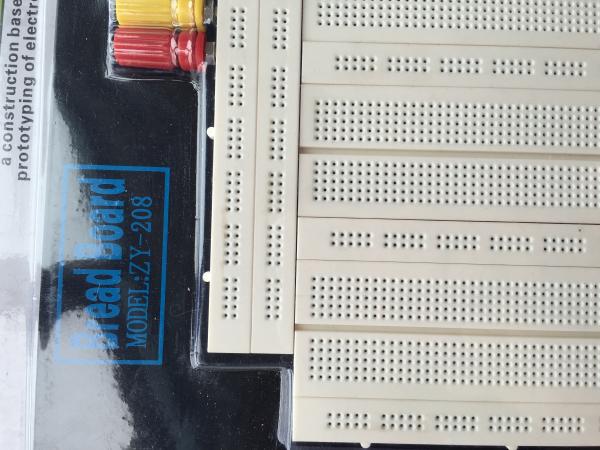 a construction base
prototyping of electr
Bread Board
MODEL:ZY-208